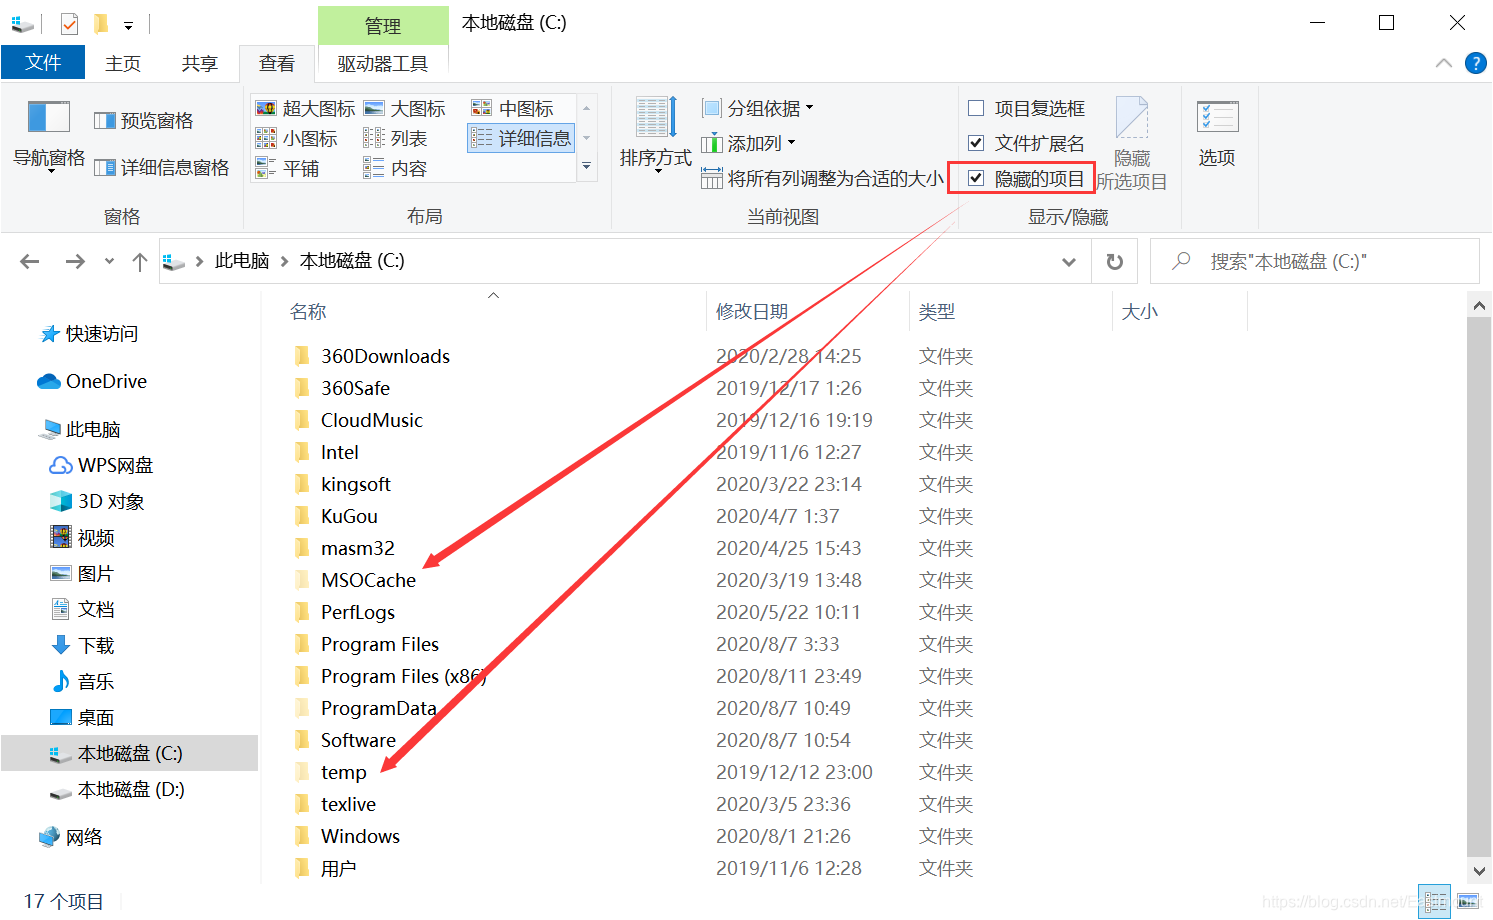 管理
本地磁盘 (C:)
文件
主页
共享
查看
驱动器工具
导航窗格
预览窗格
详细信息窗格
窗格
超大图标
大图标
中图标
小图标
列表
详细信息
平铺
内容
布局
排序方式
分组依据
添加列
将所有列调整为合适的大小
当前视图
项目复选框
文件扩展名
隐藏的项目
隐藏
所选项目
显示/隐藏
选项
此电脑
本地磁盘 (C:)
搜索"本地磁盘 (C:)"
快速访问
OneDrive
此电脑
WPS网盘
3D 对象
视频
图片
文档
下载
音乐
桌面
本地磁盘 (C:)
本地磁盘 (D:)
网络
名称 修改日期 类型 大小
360Downloads 2020/2/28 14:25 文件夹
360Safe 2019/12/17 1:26 文件夹
CloudMusic 2019/12/16 19:19 文件夹
Intel 2019/11/6 12:27 文件夹
kingsoft 2020/3/22 23:14 文件夹
KuGou 2020/4/7 1:37 文件夹
masm32 2020/4/25 15:43 文件夹
MSOCache 2020/3/19 13:48 文件夹
PerfLogs 2020/5/22 10:11 文件夹
Program Files 2020/8/7 3:33 文件夹
Program Files (x86) 2020/8/11 23:49 文件夹
ProgramData 2020/8/7 10:49 文件夹
Software 2020/8/7 10:54 文件夹
temp 2019/12/12 23:00 文件夹
texlive 2020/3/5 23:36 文件夹
Windows 2020/8/1 21:26 文件夹
用户 2019/11/6 12:28 文件夹
17 个项目